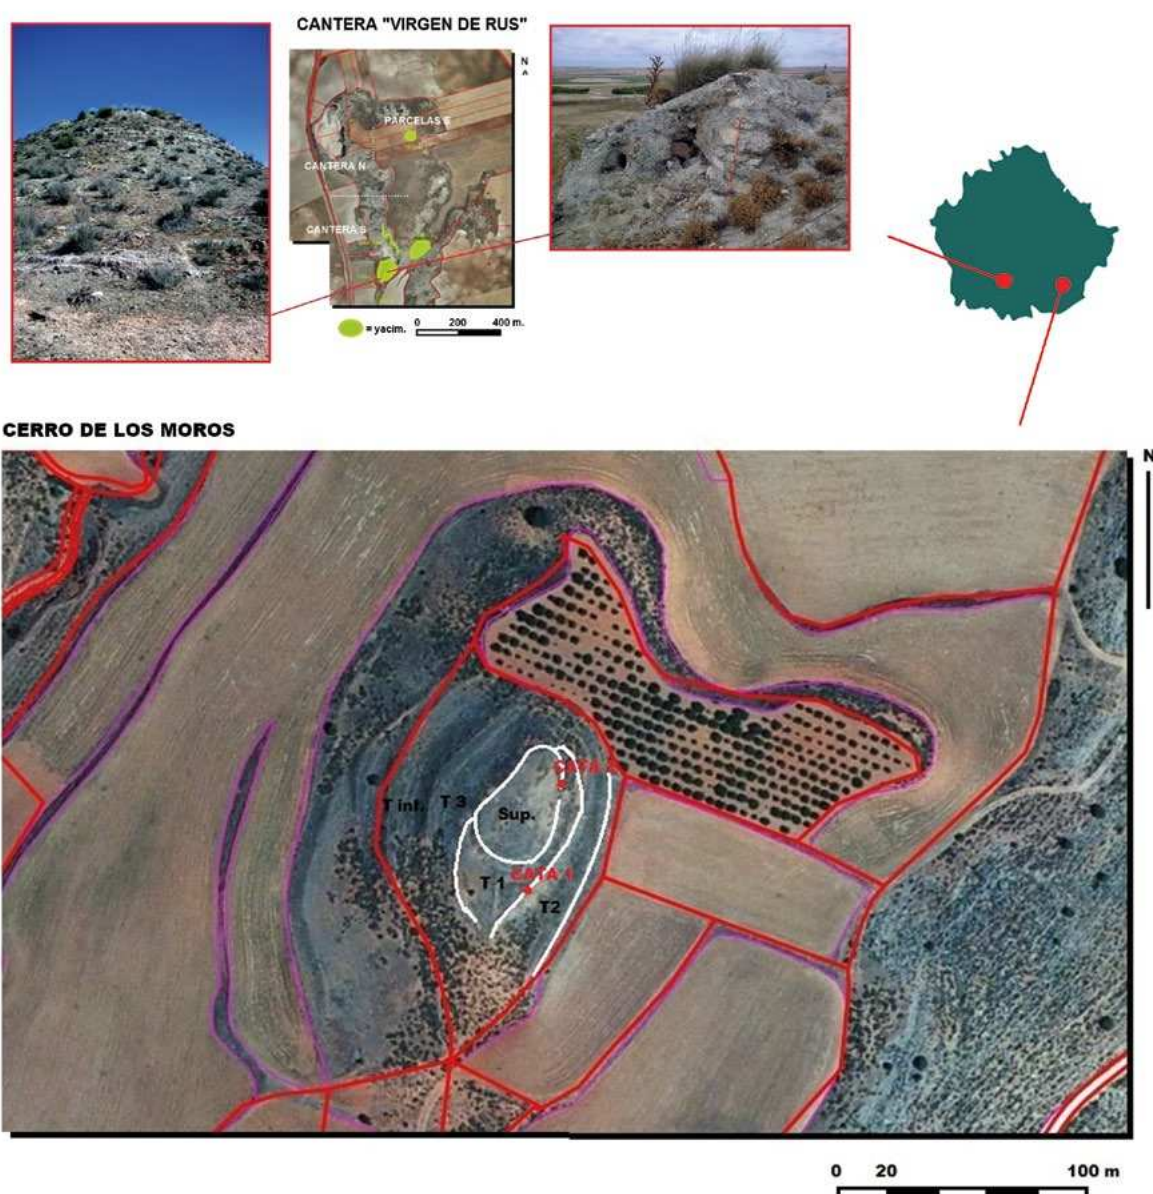 CANTERA "VIRGEN DE RUS"
N
^
PARCELAS E
CANTERA N
CANTERA S
= yacim.
0 200 400 m.
CERRO DE LOS MOROS
N
T inf.
T 3
Sup.
T 1
CATA 1
T2
0 20 100 m